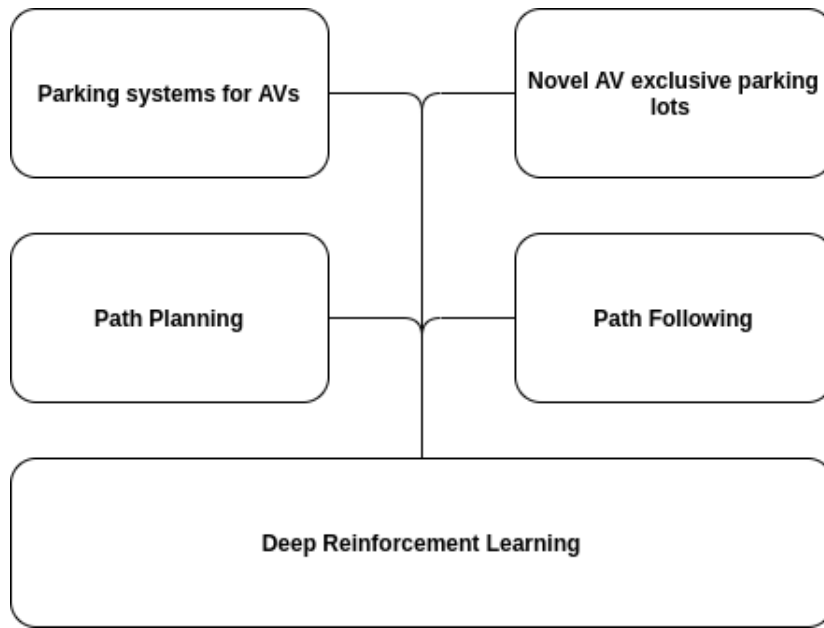 Parking systems for AVs
Novel AV exclusive parking
lots
Path Planning
Path Following
Deep Reinforcement Learning